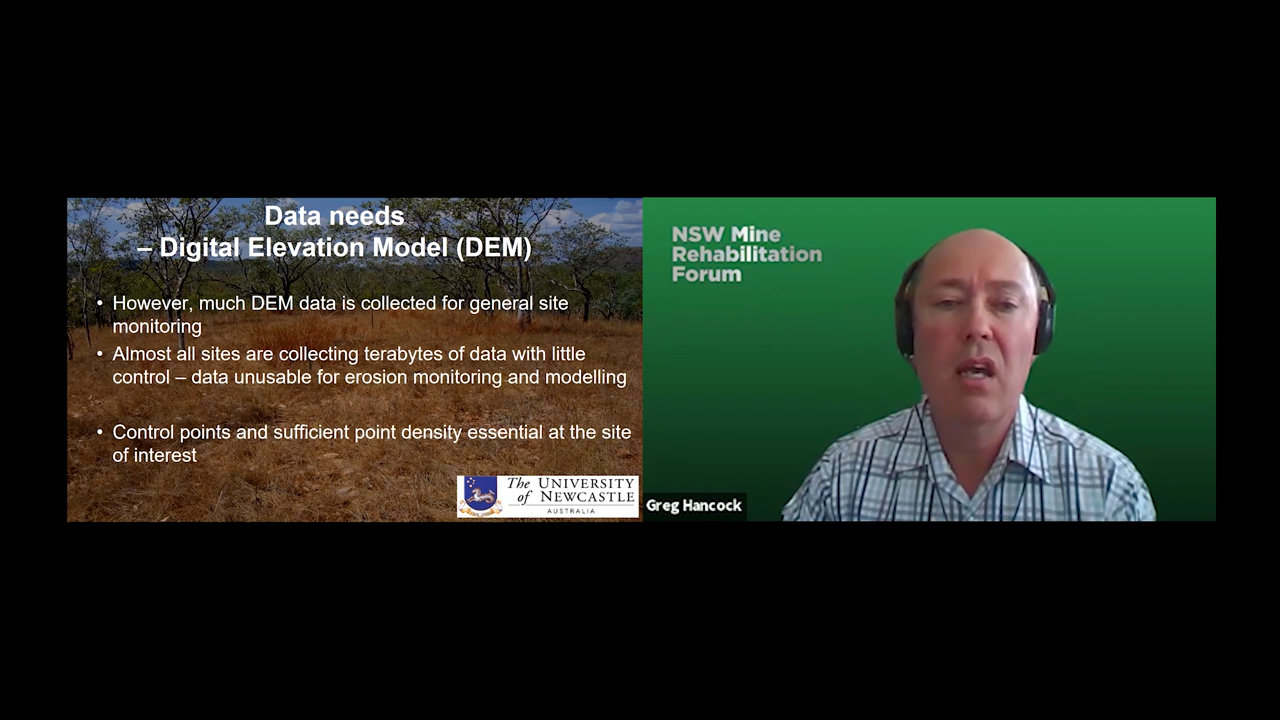 Data needs
– Digital Elevation Model (DEM)
• However, much DEM data is collected for general site
monitoring
• Almost all sites are collecting terabytes of data with little
control – data unusable for erosion monitoring and modelling
• Control points and sufficient point density essential at the site
of interest
The UNIVERSITY
of NEWCASTLE
AUSTRALIA
NSW Mine
Rehabilitation
Forum
Greg Hancock